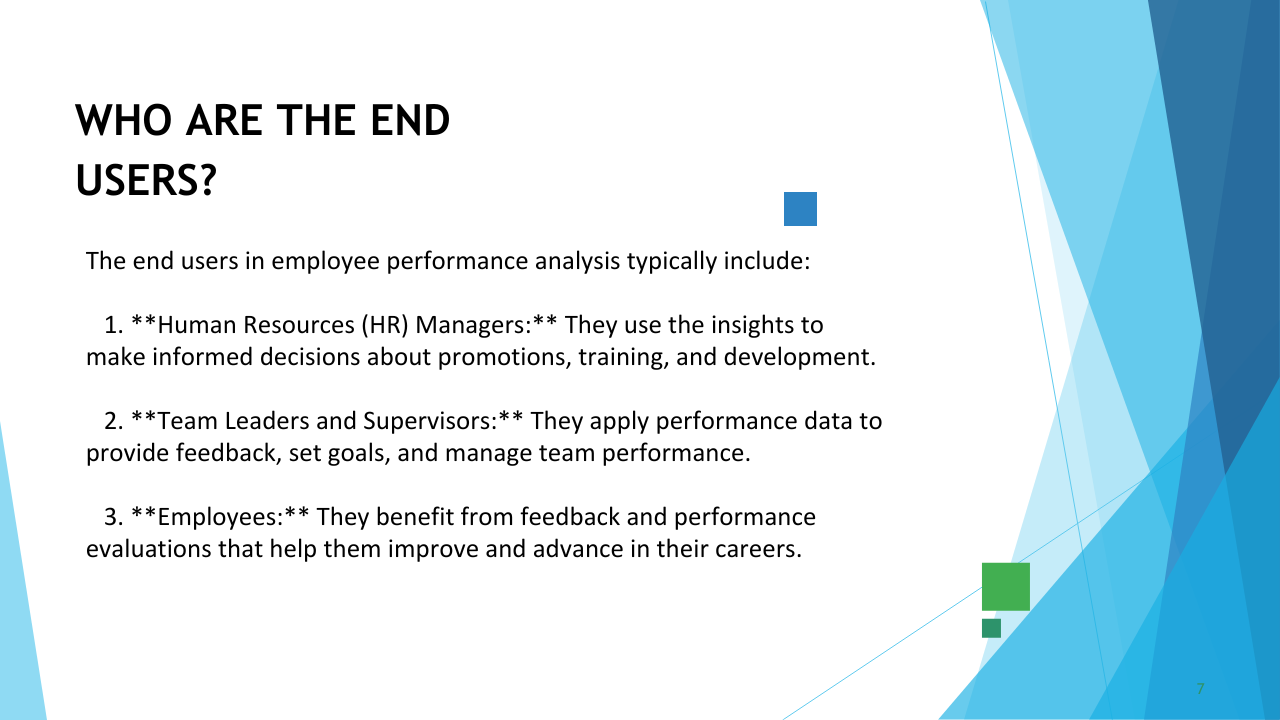 WHO ARE THE END
USERS?
The end users in employee performance analysis typically include:
1. **Human Resources (HR) Managers:** They use the insights to
make informed decisions about promotions, training, and development.
2. **Team Leaders and Supervisors:** They apply performance data to
provide feedback, set goals, and manage team performance.
3. **Employees:** They benefit from feedback and performance
evaluations that help them improve and advance in their careers.
7